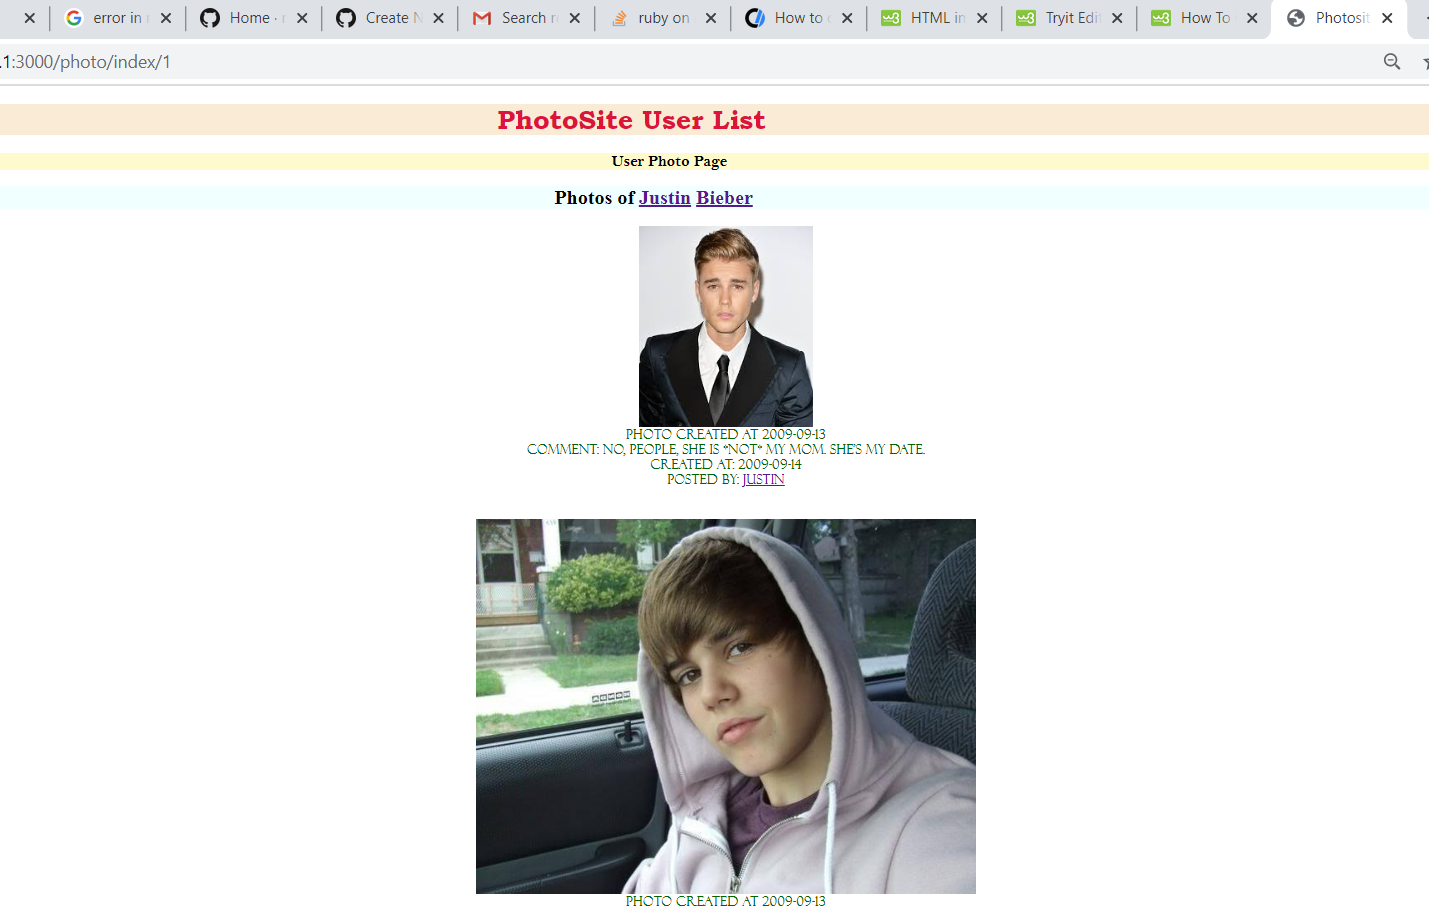 error in
Home ·
Create N
Search r
ruby on
How to
HTML in
Tryit Edi
How To
Photosit
.1:3000/photo/index/1
PhotoSite User List
User Photo Page
Photos of Justin Bieber
PHOTO CREATED AT 2009-09-13
COMMENT: NO, PEOPLE, SHE IS *NOT* MY MOM. SHE'S MY DATE.
CREATED AT: 2009-09-14
POSTED BY: JUSTIN
PHOTO CREATED AT 2009-09-13